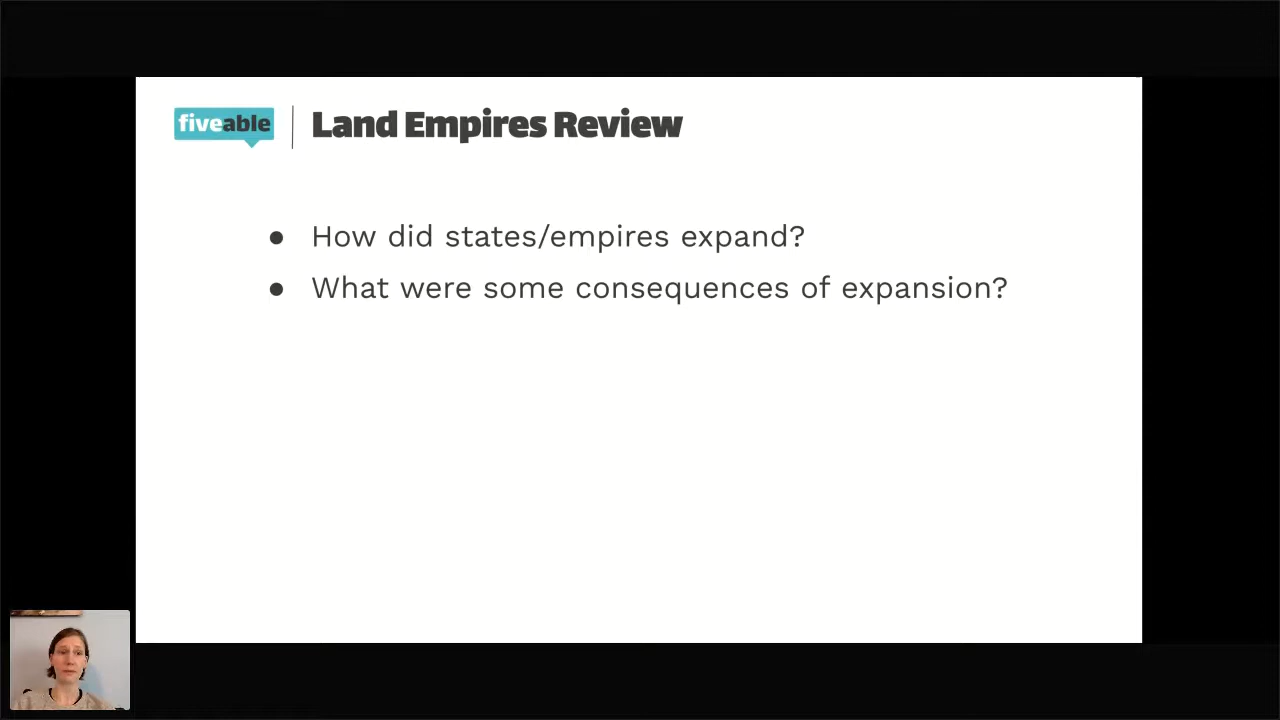 fiveable
Land Empires Review
● How did states/empires expand?
● What were some consequences of expansion?